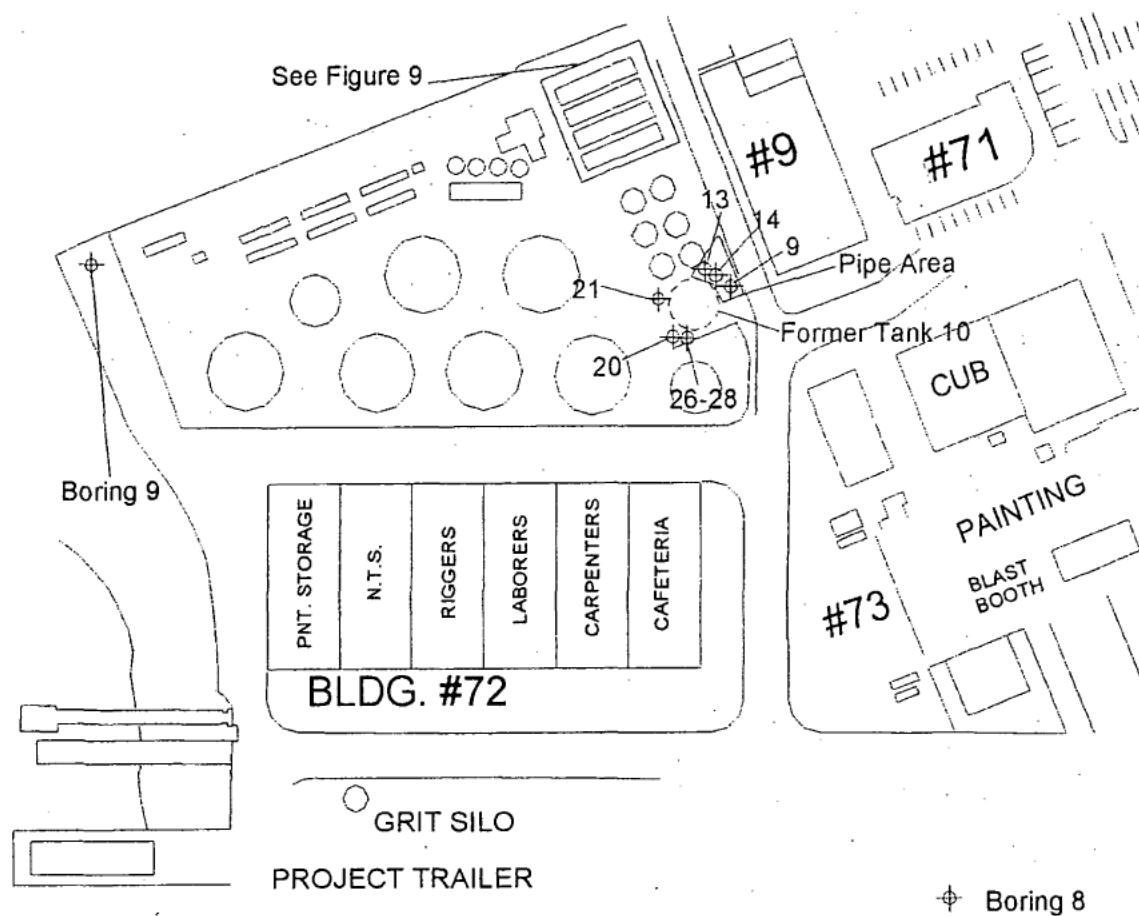 See Figure 9
#9
#71
13
14
9
Pipe Area
21
Former Tank 10
20
26-28
CUB
Boring 9
PNT. STORAGE
N.T.S.
RIGGERS
LABORERS
CARPENTERS
CAFETERIA
PAINTING
BLAST
BOOTH
#73
BLDG. #72
GRIT SILO
PROJECT TRAILER
Boring 8